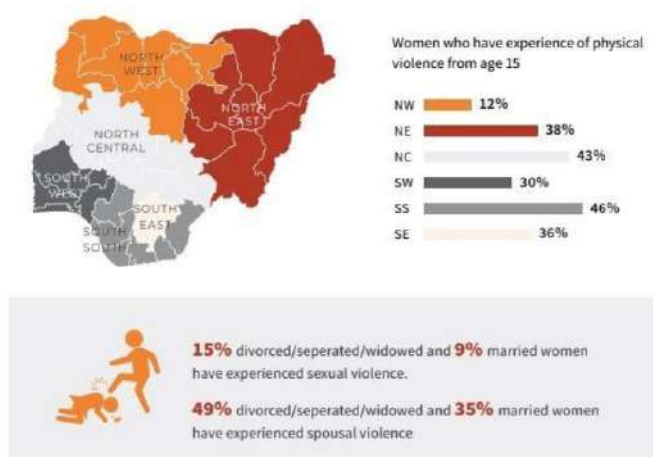 NORTH
WEST
NORTH
EAST
NORTH
CENTRAL
SOUTH
WEST
SOUTH
EAST
SOUTH
SOUTH
Women who have experience of physical
violence from age 15
NW 12%
NE 38%
NC 43%
SW 30%
SS 46%
SE 36%
15% divorced/seperated/widowed and 9% married women
have experienced sexual violence.
49% divorced/seperated/widowed and 35% married women
have experienced spousal violence